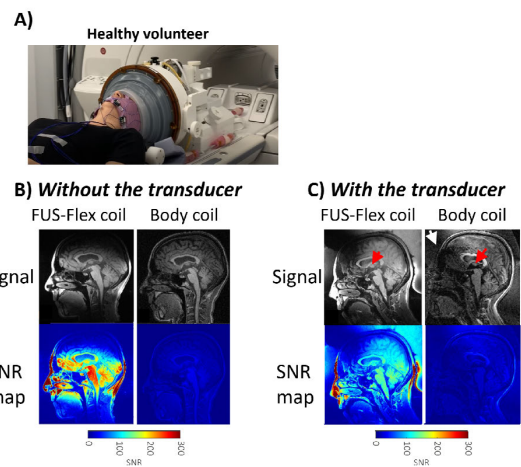 A)
Healthy volunteer
B) Without the transducer
FUS-Flex coil Body coil
gnal
NR
map
0 100 200 300
SNR
C) With the transducer
FUS-Flex coil Body coil
Signal
SNR
map
0 100 200 300
SNR